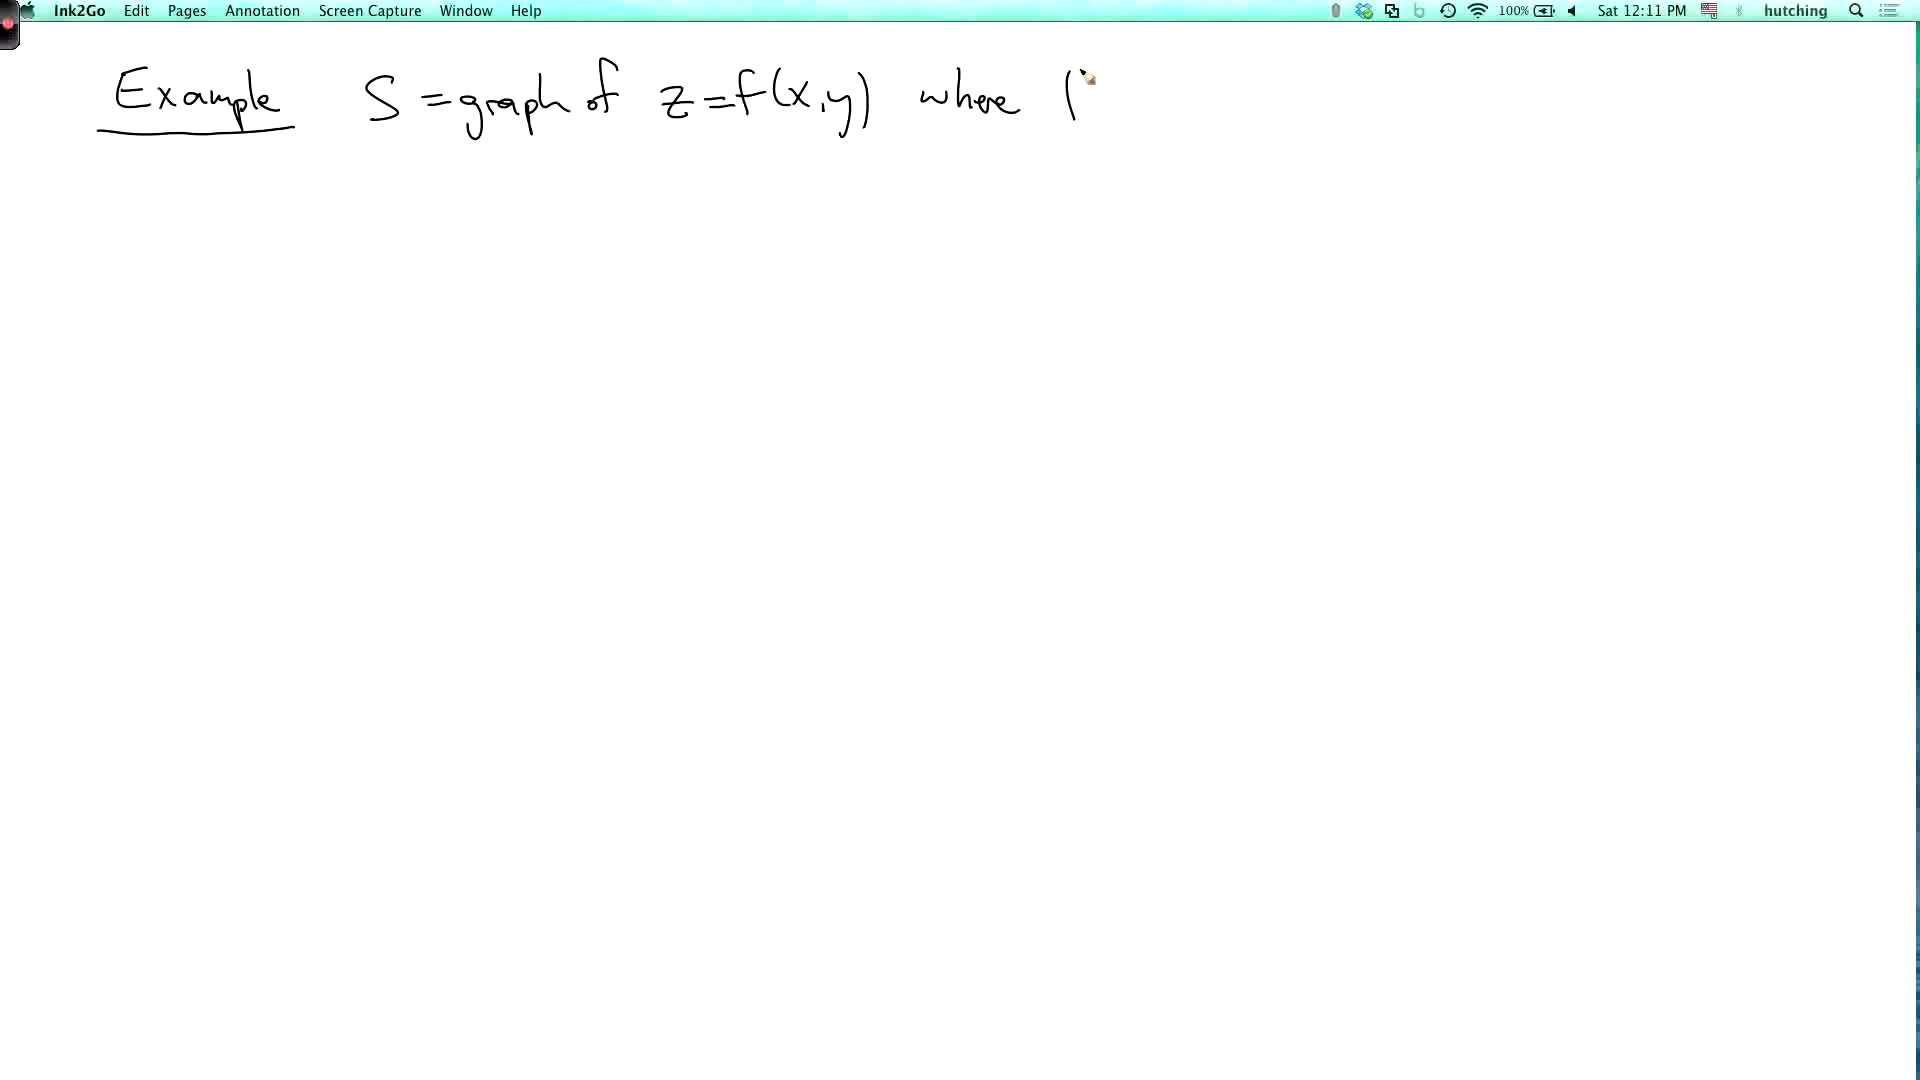 Ink2Go Edit Pages Annotation Screen Capture Window Help 100% Sat 12:11 PM hutching
Example S = graph of z = f(x,y) where (